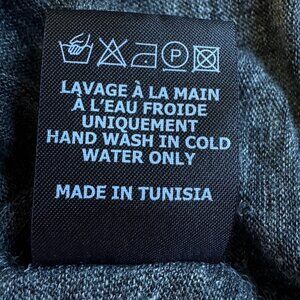 P
LAVAGE À LA MAIN
À L'EAU FROIDE
UNIQUEMENT
HAND WASH IN COLD
WATER ONLY
MADE IN TUNISIA